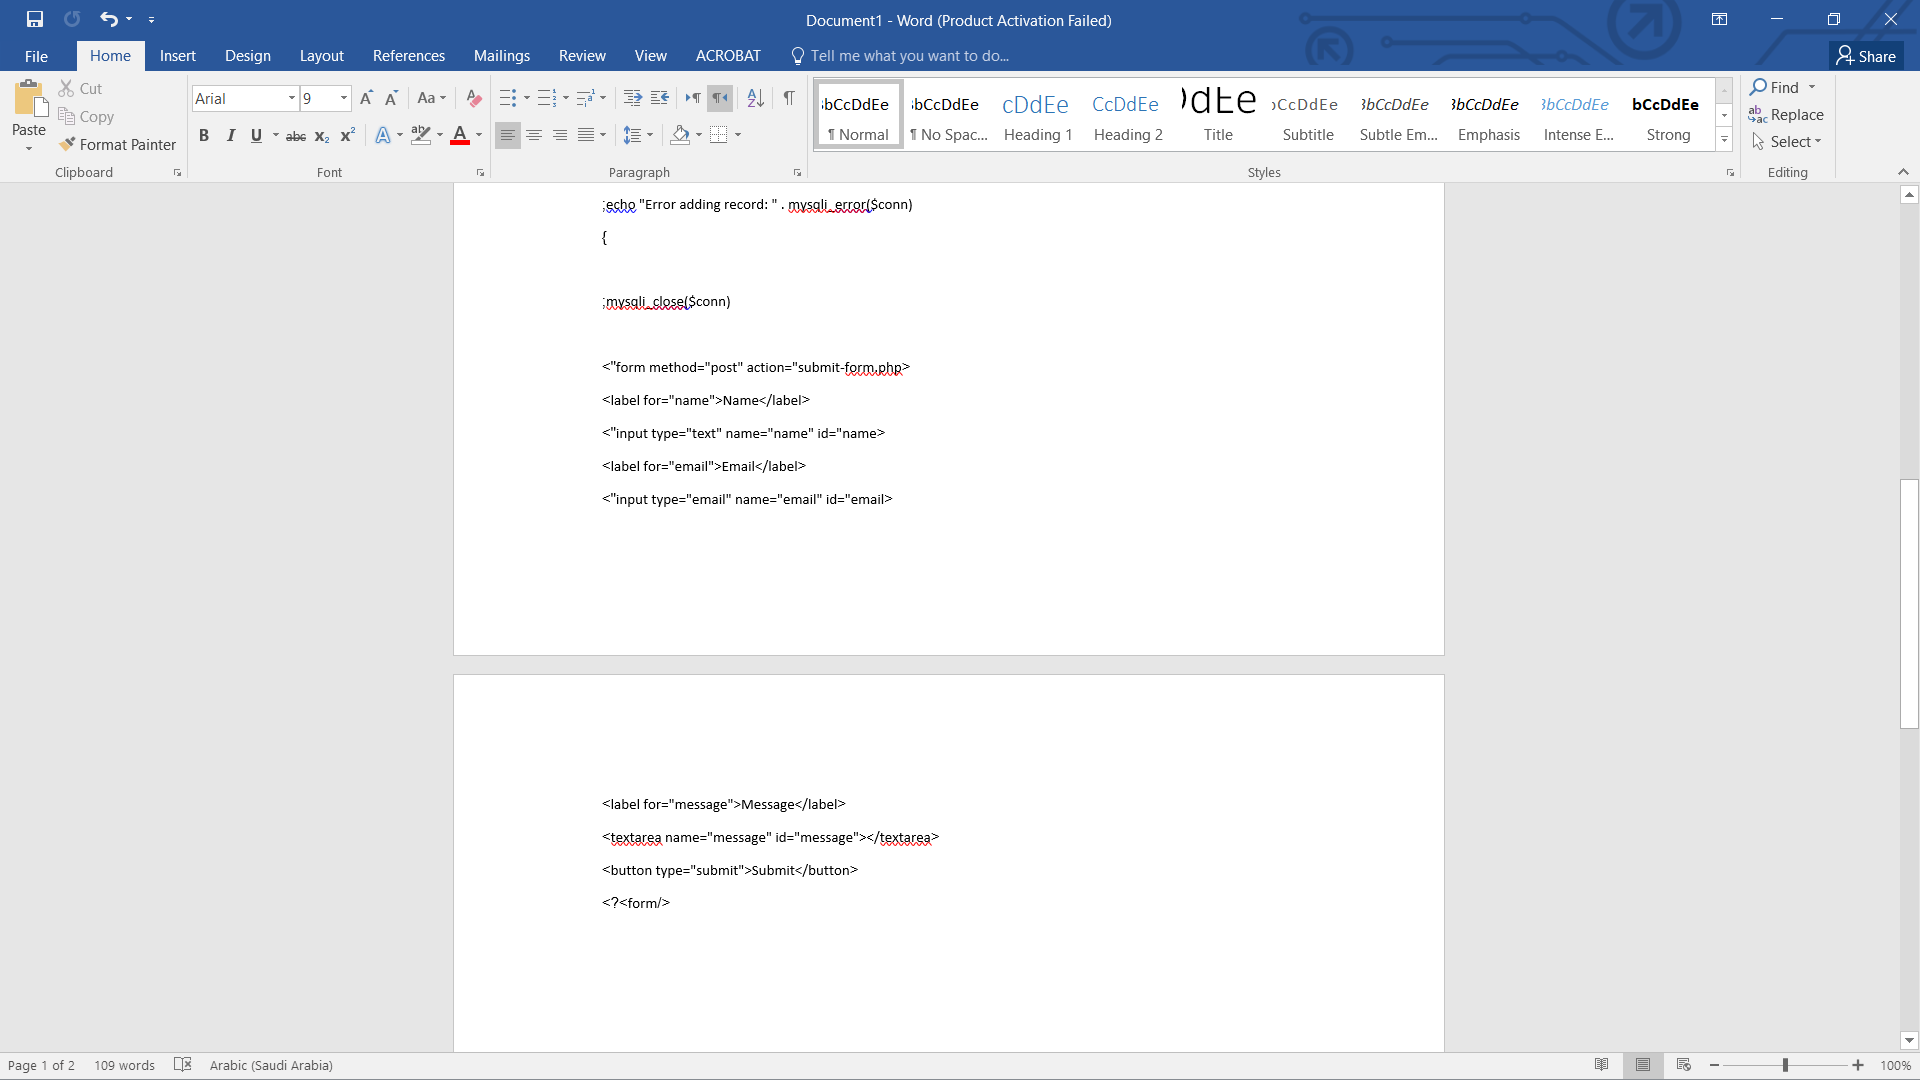 Document1 - Word (Product Activation Failed)
File Home Insert Design Layout References Mailings Review View ACROBAT Tell me what you want to do... Share
Paste
Cut
Copy
Format Painter
Clipboard
Arial 9
Font
Paragraph
¶ Normal ¶ No Spac... Heading 1 Heading 2 Title Subtitle Subtle Em... Emphasis Intense E... Strong
Styles
Find
Replace
Select
Editing
;echo "Error adding record: " . mysqli_error($conn)
{
;mysqli_close($conn)
<"form method="post" action="submit-form.php>
<label for="name">Name</label>
<"input type="text" name="name" id="name>
<label for="email">Email</label>
<"input type="email" name="email" id="email>
<label for="message">Message</label>
<textarea name="message" id="message"></textarea>
<button type="submit">Submit</button>
<?<form/>
Page 1 of 2 109 words Arabic (Saudi Arabia) 100%